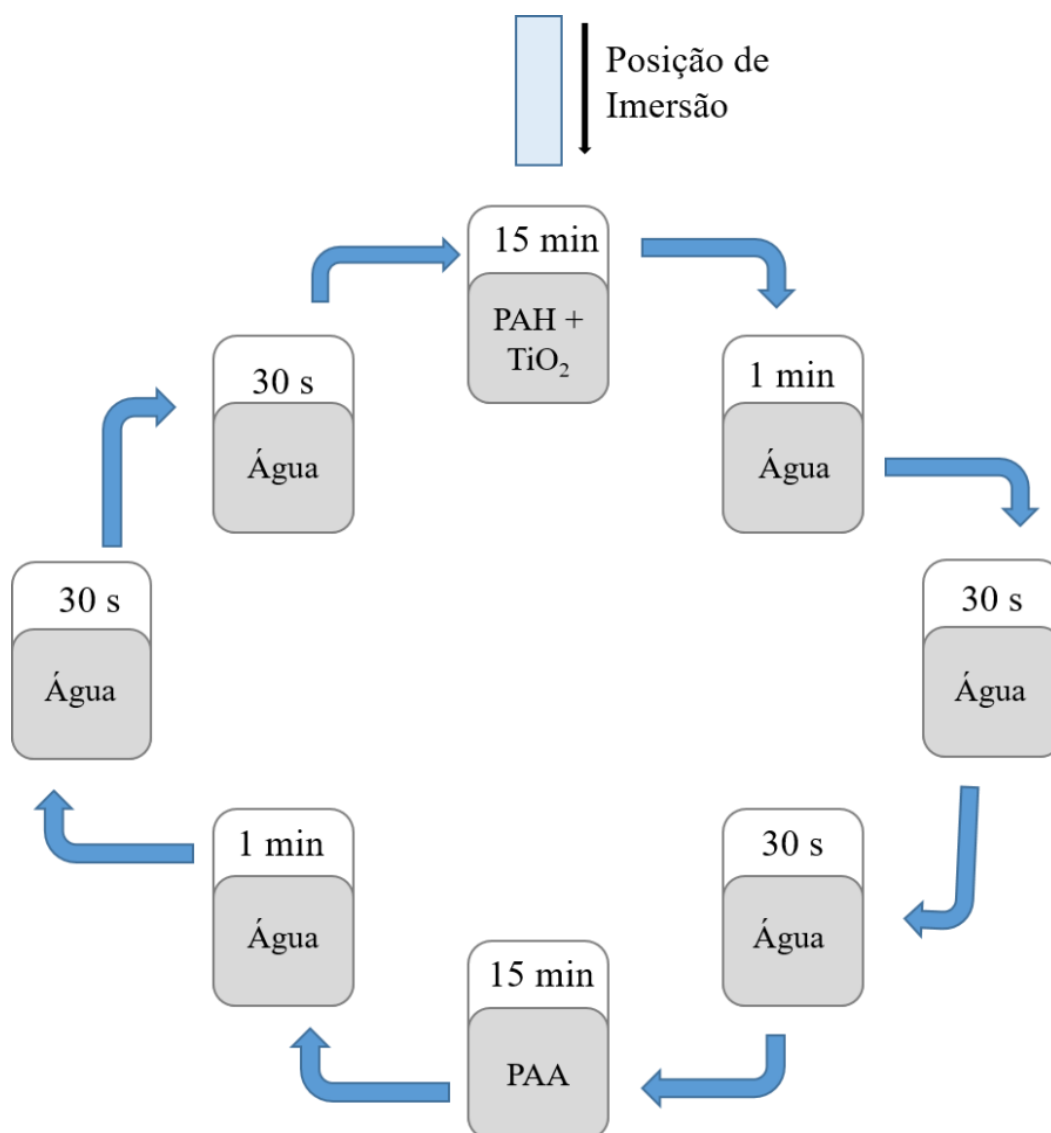 Posição de
Imersão
15 min
PAH +
TiO₂
1 min
Água
30 s
Água
30 s
Água
15 min
PAA
1 min
Água
30 s
Água
30 s
Água